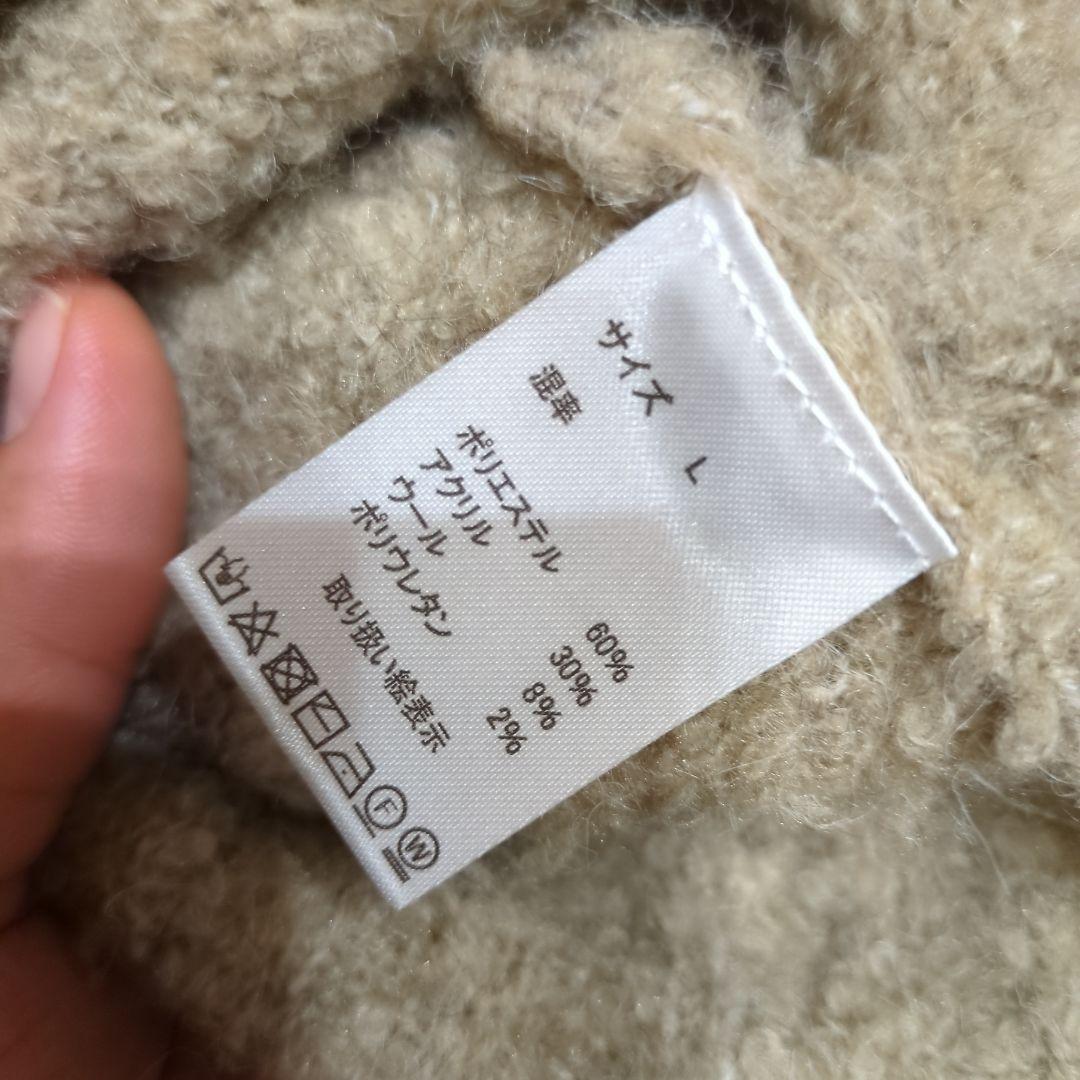 サイズ L
混率
ポリエステル 60%
アクリル 30%
ウール 8%
ポリウレタン 2%
取り扱い絵表示
F
W